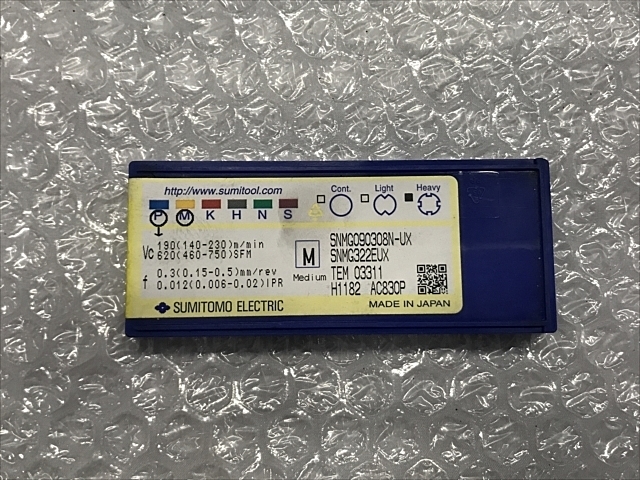 http://www.sumitool.com
Cont. Light Heavy
P M K H N S
Vc 190(140-230)m/min
620(460-750)SFM
f 0.3(0.15-0.5)mm/rev
0.012(0.006-0.02)IPR
M
Medium
SNMG090308N-UX
SNMG322EUX
TEM 03311
H1182 AC830P
SUMITOMO ELECTRIC
MADE IN JAPAN